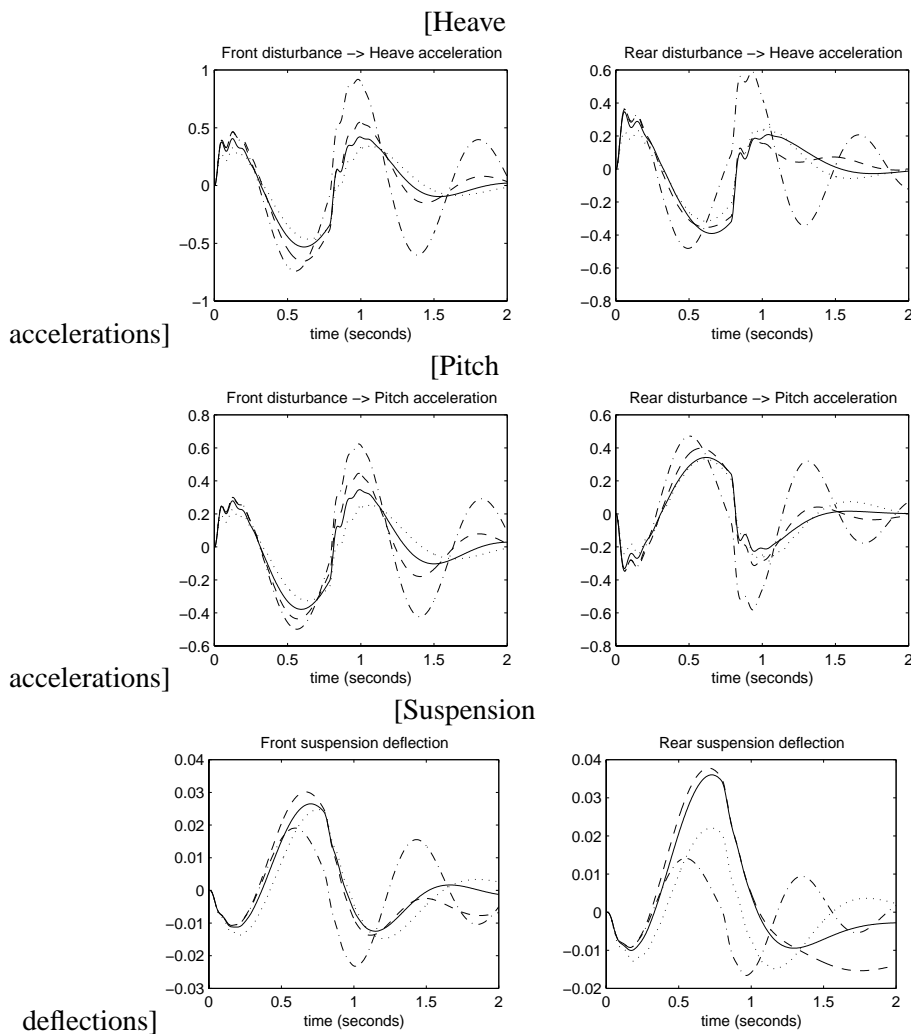 [Heave
Front disturbance −> Heave acceleration
1
0.5
0
−0.5
−1
0 0.5 1 1.5 2
time (seconds)
Rear disturbance −> Heave acceleration
0.6
0.4
0.2
0
−0.2
−0.4
−0.6
−0.8
0 0.5 1 1.5 2
time (seconds)
accelerations]
[Pitch
Front disturbance −> Pitch acceleration
0.8
0.6
0.4
0.2
0
−0.2
−0.4
−0.6
0 0.5 1 1.5 2
time (seconds)
Rear disturbance −> Pitch acceleration
0.6
0.4
0.2
0
−0.2
−0.4
−0.6
−0.8
0 0.5 1 1.5 2
time (seconds)
accelerations]
[Suspension
Front suspension deflection
0.04
0.03
0.02
0.01
0
−0.01
−0.02
−0.03
0 0.5 1 1.5 2
time (seconds)
Rear suspension deflection
0.04
0.03
0.02
0.01
0
−0.01
−0.02
0 0.5 1 1.5 2
time (seconds)
deflections]